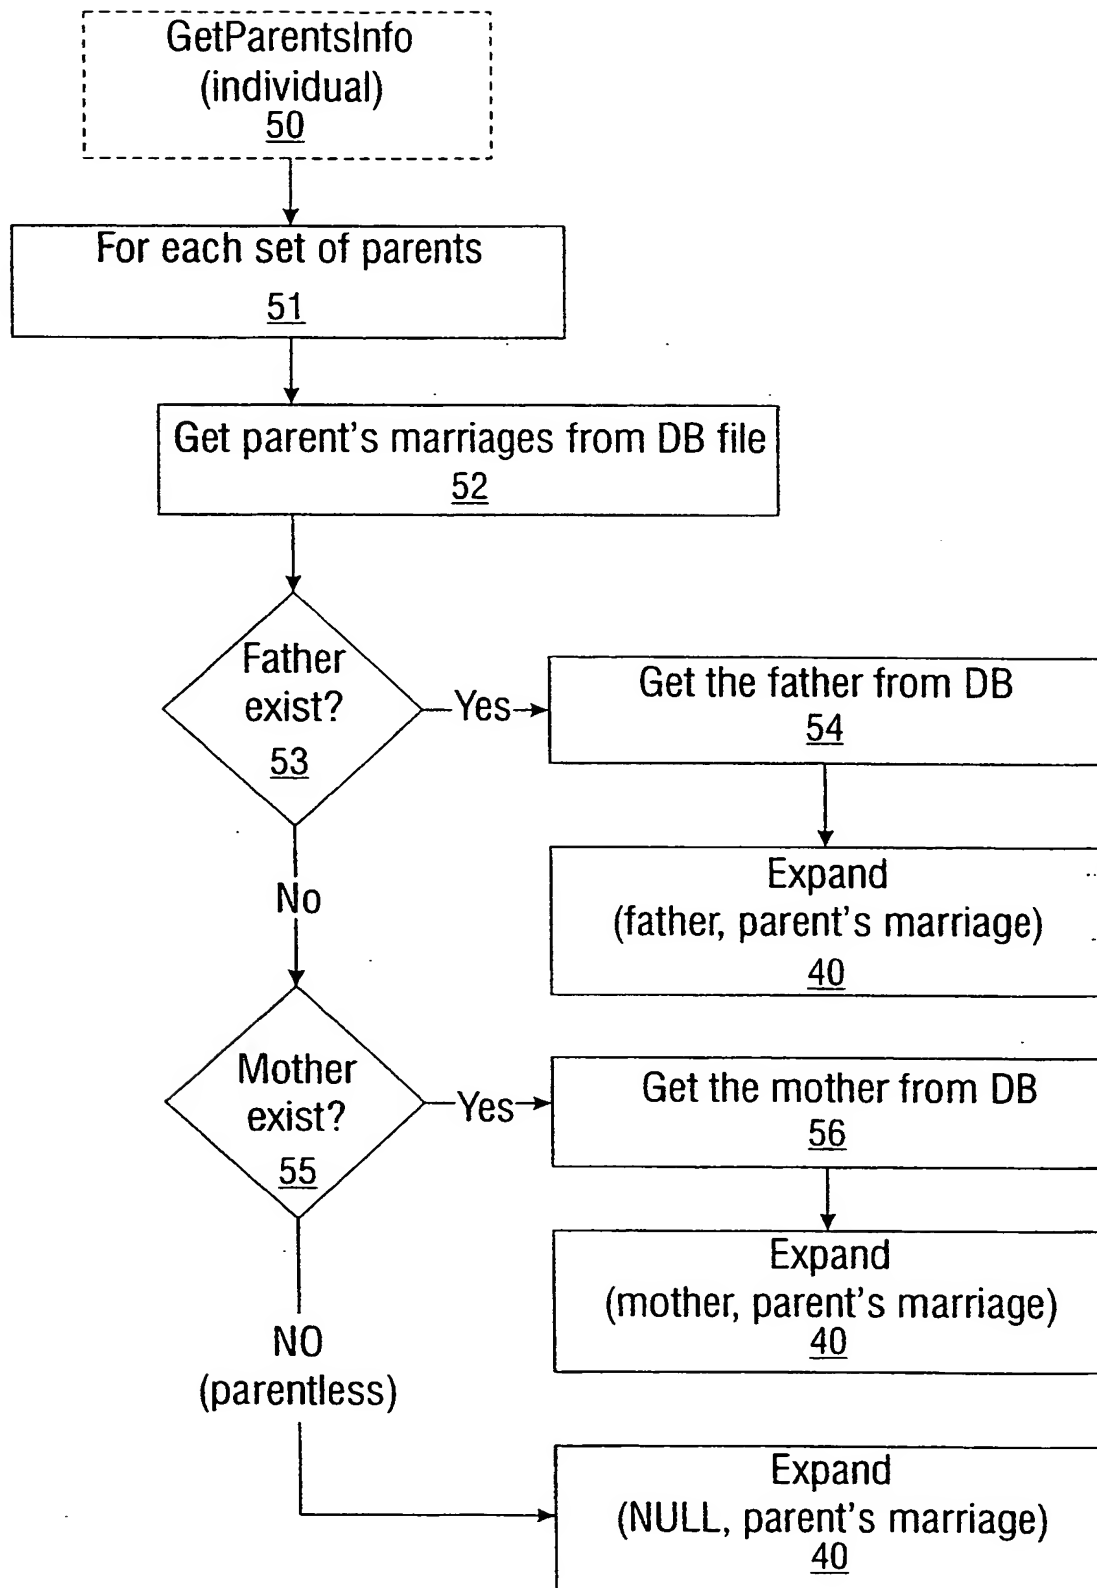 GetParentsInfo
(individual)
50
For each set of parents
51
Get parent's marriages from DB file
52
Father
exist?
53
Yes
Get the father from DB
54
Expand
(father, parent's marriage)
40
No
Mother
exist?
55
Yes
Get the mother from DB
56
Expand
(mother, parent's marriage)
40
NO
(parentless)
Expand
(NULL, parent's marriage)
40